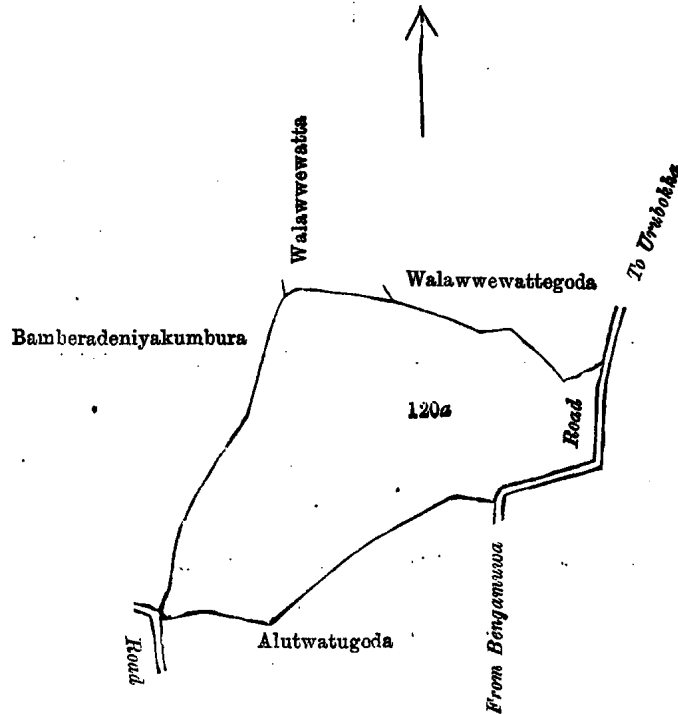 Walawwewatta
To Urubokka
Walawwewattegoda
Bamberadeniyakumbura
120a
Road
From Bengamuwa
Alutwatugoda
Road